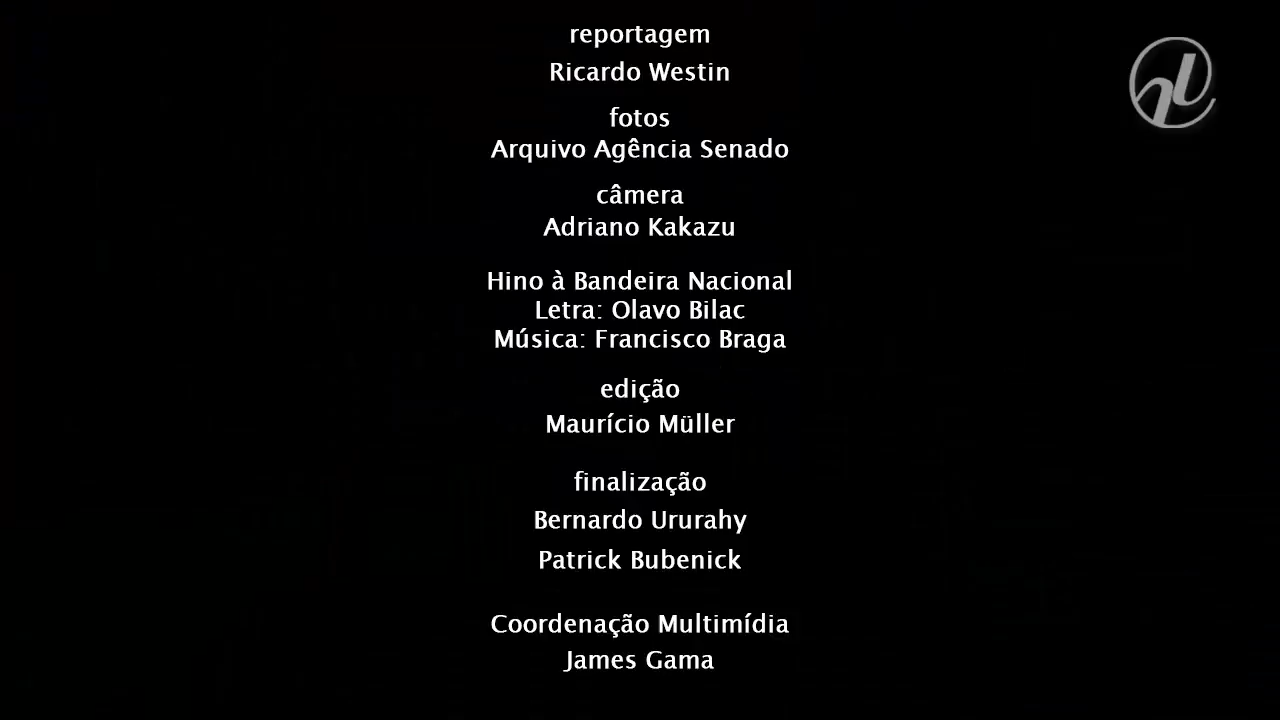 reportagem
Ricardo Westin
fotos
Arquivo Agência Senado
câmera
Adriano Kakazu
Hino à Bandeira Nacional
Letra: Olavo Bilac
Música: Francisco Braga
edição
Maurício Müller
finalização
Bernardo Ururahy
Patrick Bubenick
Coordenação Multimídia
James Gama